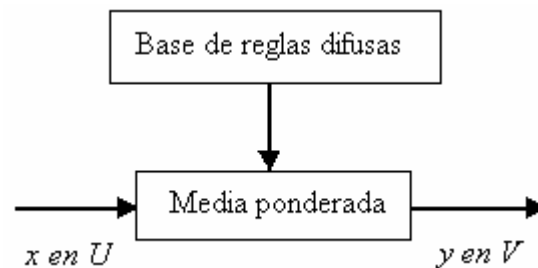 Base de reglas difusas
Media ponderada
x en U
y en V